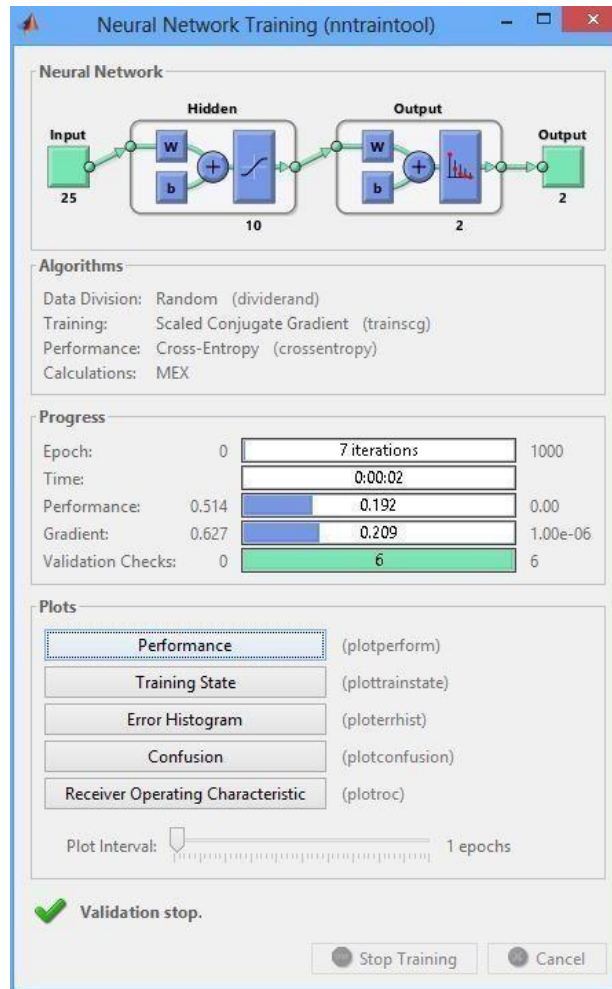 Neural Network Training (nntraintool)
Neural Network
Hidden
Output
Input
W
b
+
W
b
+
Output
25
10
2
2
Algorithms
Data Division: Random (dividerand)
Training: Scaled Conjugate Gradient (trainscg)
Performance: Cross-Entropy (crossentropy)
Calculations: MEX
Progress
Epoch: 0 7 iterations 1000
Time: 0:00:02
Performance: 0.514 0.192 0.00
Gradient: 0.627 0.209 1.00e-06
Validation Checks: 0 6 6
Plots
Performance (plotperform)
Training State (plottrainstate)
Error Histogram (ploterrhist)
Confusion (plotconfusion)
Receiver Operating Characteristic (plotroc)
Plot Interval: 1 epochs
Validation stop.
Stop Training Cancel